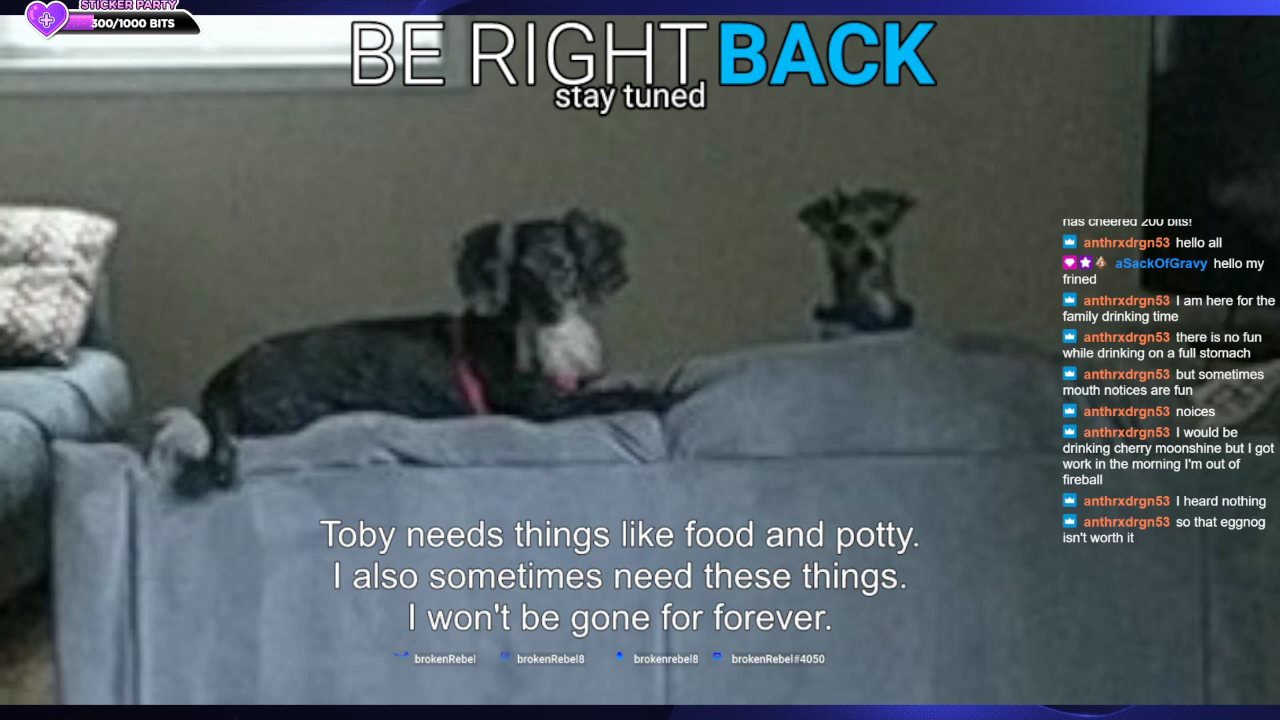 STICKER PARTY
300/1000 BITS
BE RIGHT BACK
stay tuned
has cheered 200 bits!
anthrxdrgn53 hello all
aSackOfGravy hello my
frined
anthrxdrgn53 I am here for the
family drinking time
anthrxdrgn53 there is no fun
while drinking on a full stomach
anthrxdrgn53 but sometimes
mouth notices are fun
anthrxdrgn53 noices
anthrxdrgn53 I would be
drinking cherry moonshine but I got
work in the morning I'm out of
fireball
anthrxdrgn53 I heard nothing
anthrxdrgn53 so that eggnog
isn't worth it
Toby needs things like food and potty.
I also sometimes need these things.
I won't be gone for forever.
brokenRebel brokenRebel8 brokenrebel8 brokenRebel#4050